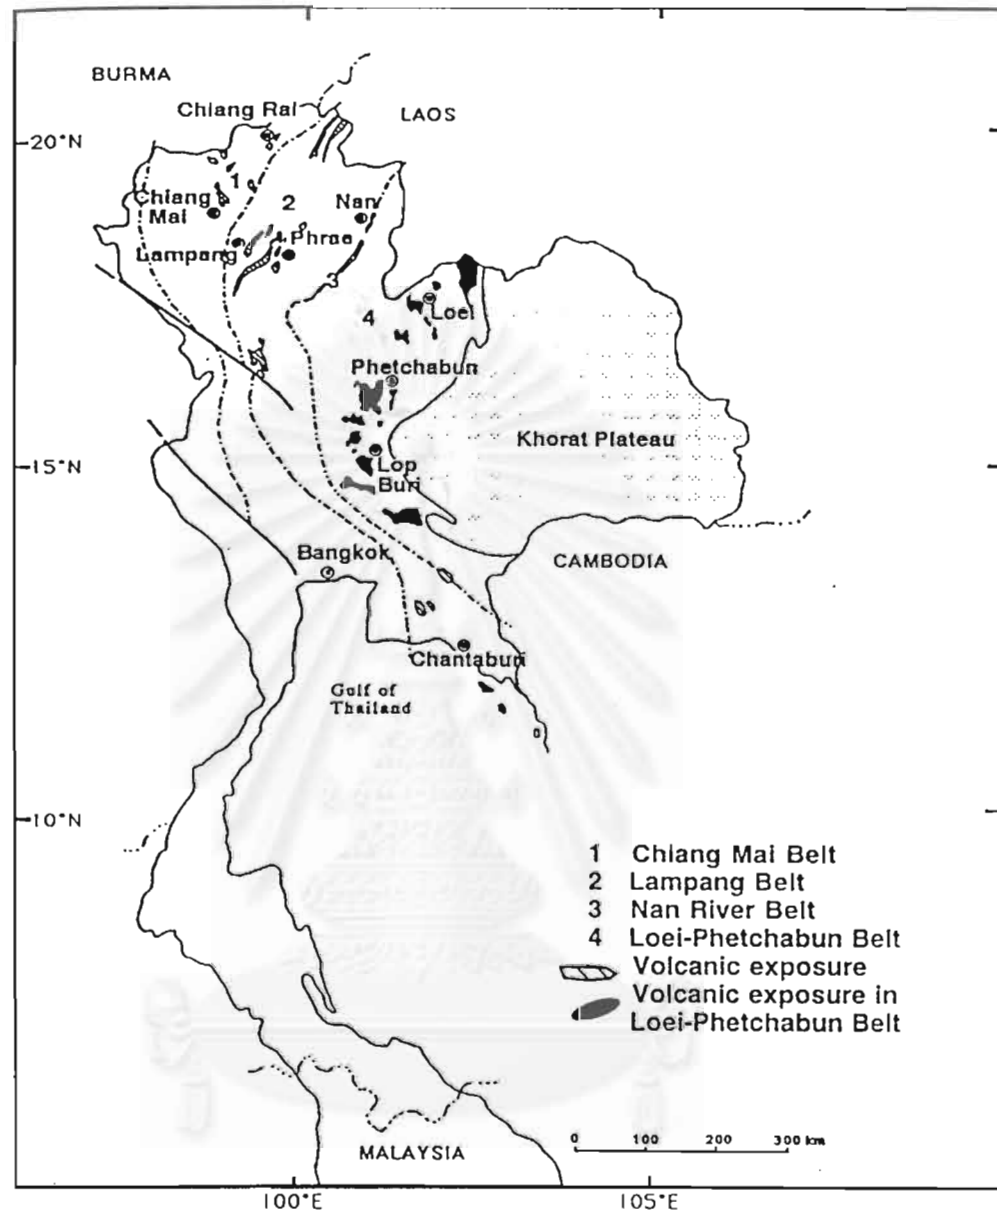 BURMA
Chiang Rai
LAOS
20°N
1
Chiang
Mai
2
Nan
Lampang
Phrae
3
4
Loei
Phetchabun
Khorat Plateau
15°N
Lop
Buri
Bangkok
CAMBODIA
Chantaburi
Gulf of
Thailand
10°N
1 Chiang Mai Belt
2 Lampang Belt
3 Nan River Belt
4 Loei-Phetchabun Belt
Volcanic exposure
Volcanic exposure in
Loei-Phetchabun Belt
0 100 200 300 km
MALAYSIA
100°E
105°E